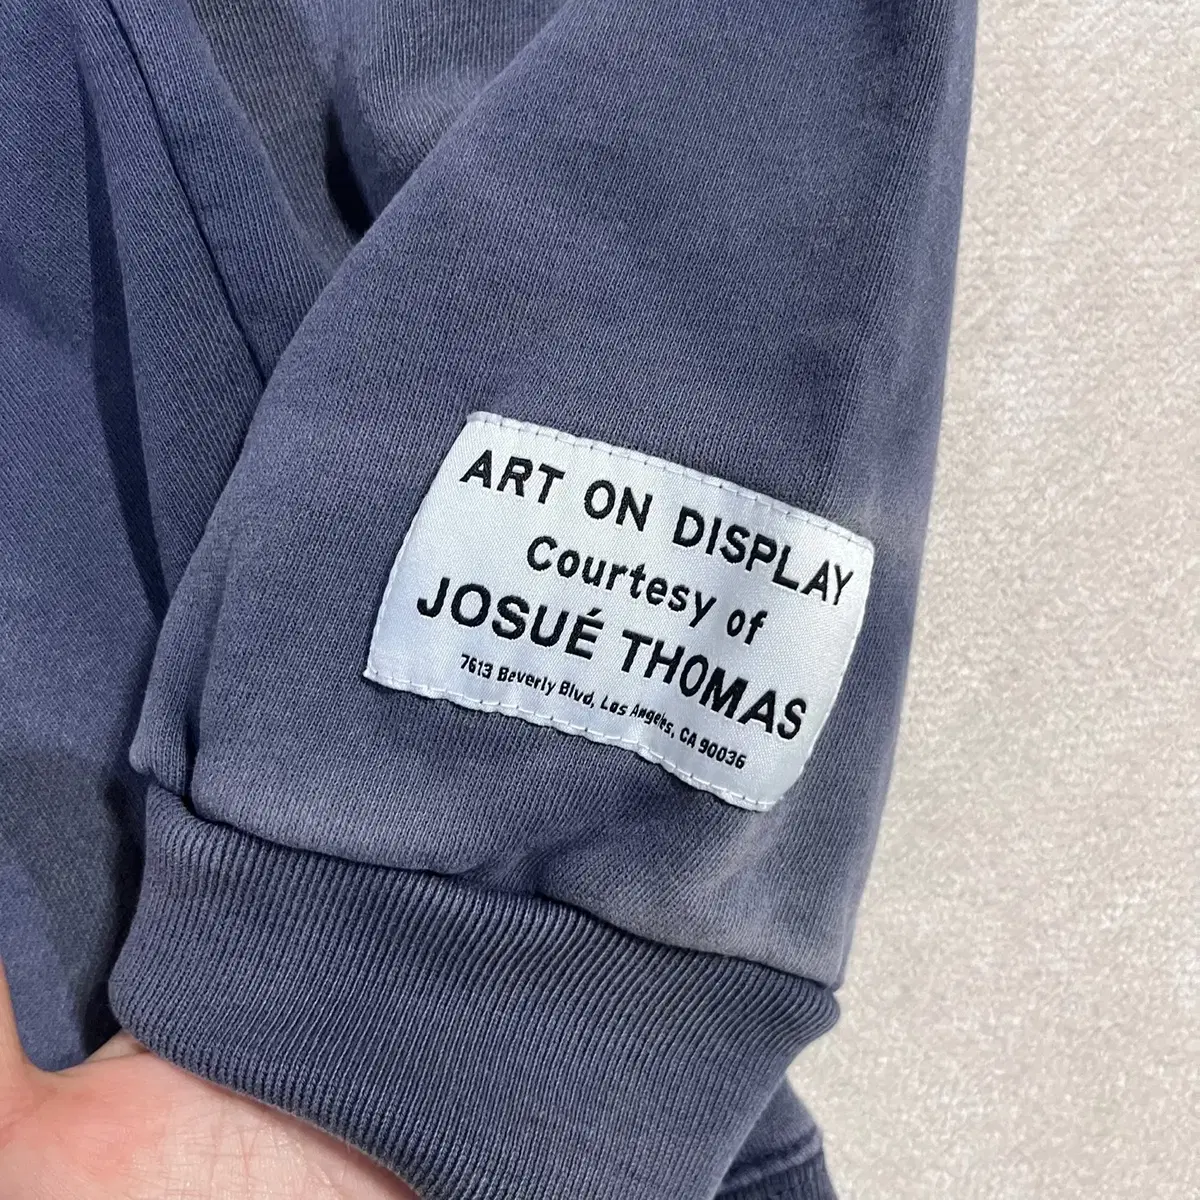 ART ON DISPLAY
Courtesy of
JOSUÉ THOMAS
7613 Beverly Blvd, Los Angeles, CA 90036